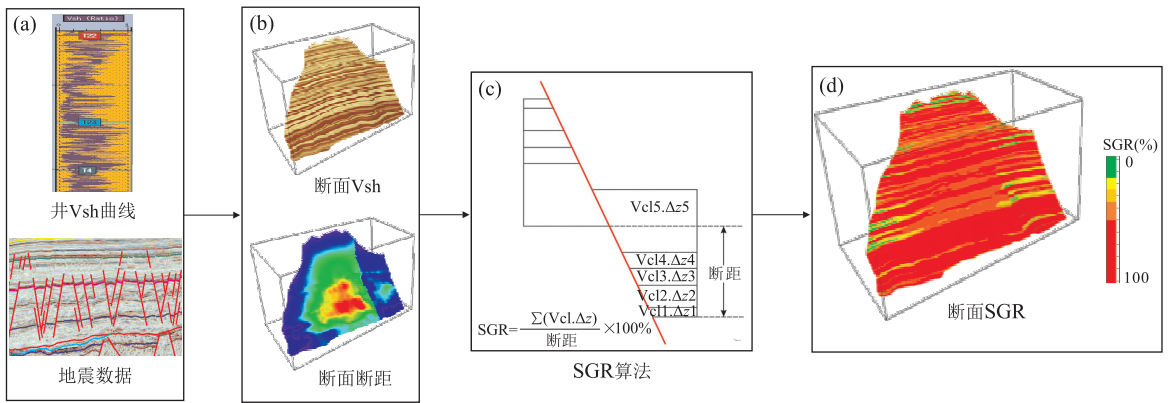 (a)
Vsh (Ratio)
T22
T23
T4
井Vsh曲线
地震数据
(b)
断面Vsh
断面断距
(c)
Vcl5.Δz5
Vcl4.Δz4
Vcl3.Δz3
Vcl2.Δz2
Vcl1.Δz1
断距
SGR=∑(Vcl.Δz)/断距×100%
SGR算法
(d)
SGR(%)
0
100
断面SGR